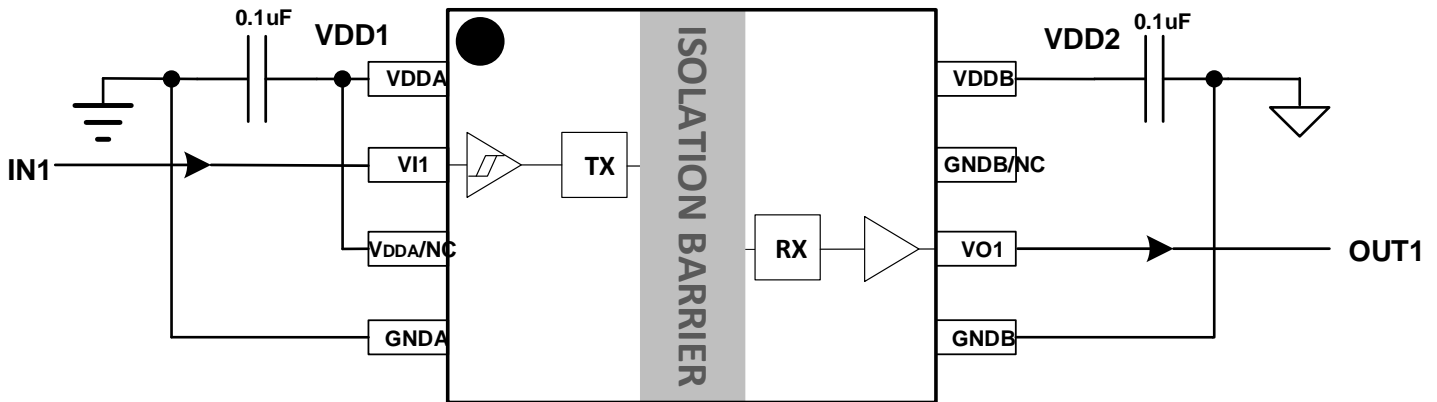 0.1uF
VDD1
VDDA
IN1
VI1
VDDA/NC
GNDA
TX
ISOLATION BARRIER
RX
VDD2
0.1uF
VDDB
GNDB/NC
VO1
OUT1
GNDB